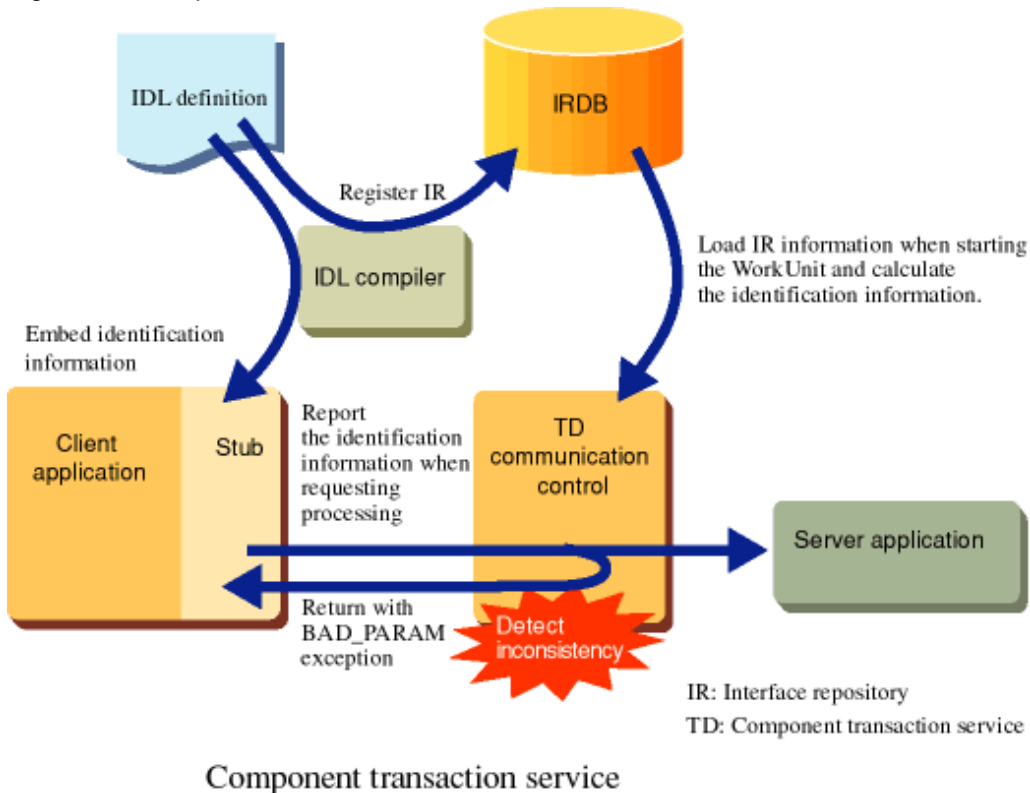 IDL definition
IRDB
Register IR
IDL compiler
Load IR information when starting
the WorkUnit and calculate
the identification information.
Embed identification
information
Client
application
Stub
Report
the identification
information when
requesting
processing
TD
communication
control
Server application
Return with
BAD_PARAM
exception
Detect
inconsistency
IR: Interface repository
TD: Component transaction service
Component transaction service